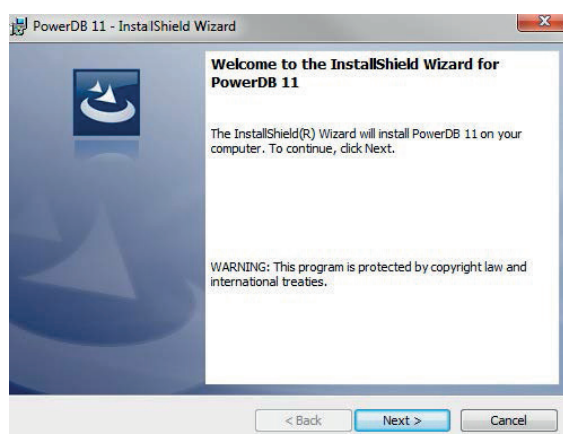 PowerDB 11 - InstallShield Wizard
Welcome to the InstallShield Wizard for
PowerDB 11
The InstallShield(R) Wizard will install PowerDB 11 on your
computer. To continue, click Next.
WARNING: This program is protected by copyright law and
international treaties.
< Back
Next >
Cancel